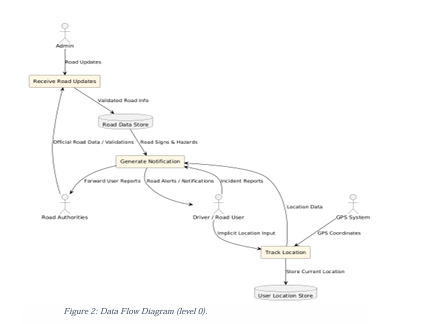 Admin
Road Updates
Receive Road Updates
Validated Road Info
Road Data Store
Official Road Data / Validations
Road Signs & Hazards
Generate Notification
Forward User Reports
Road Alerts / Notifications
Incident Reports
Location Data
Road Authorities
Driver / Road User
GPS System
Implicit Location Input
GPS Coordinates
Track Location
Store Current Location
User Location Store
Figure 2: Data Flow Diagram (level 0).